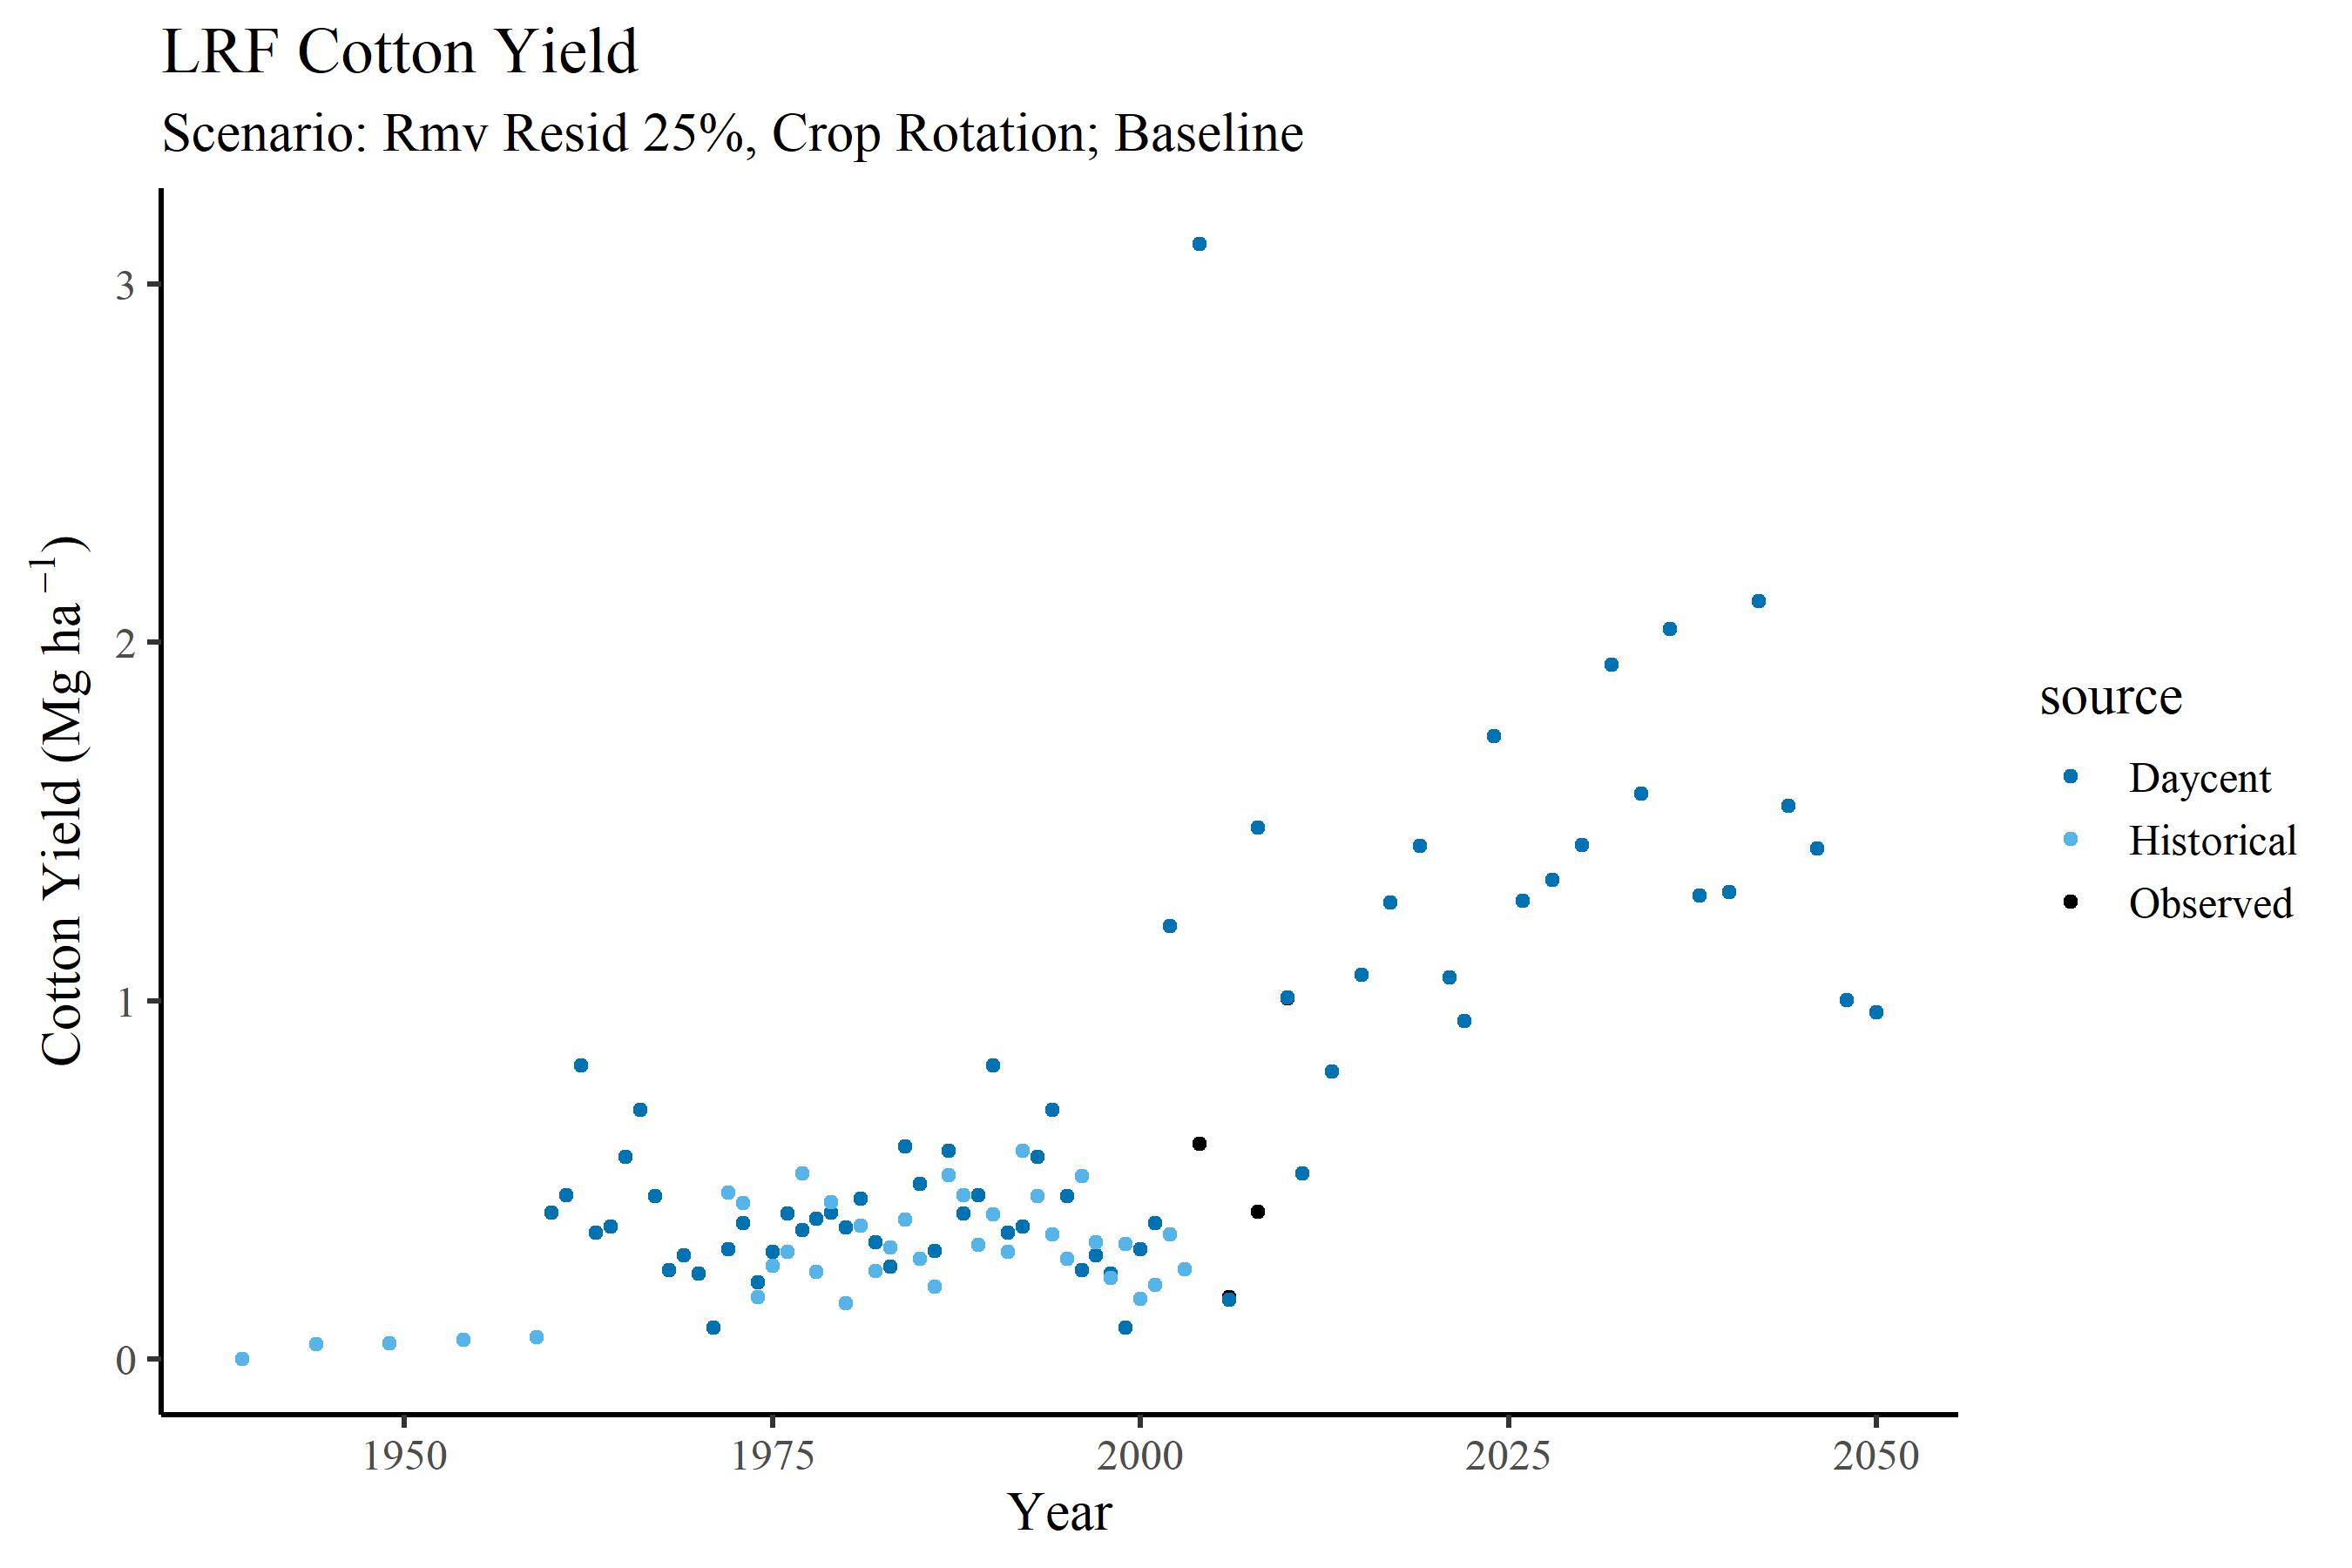 LRF Cotton Yield
Scenario: Rmv Resid 25%, Crop Rotation; Baseline
Cotton Yield (Mg ha⁻¹)
3
2
1
0
1950 1975 2000 2025 2050
Year
source
Daycent
Historical
Observed